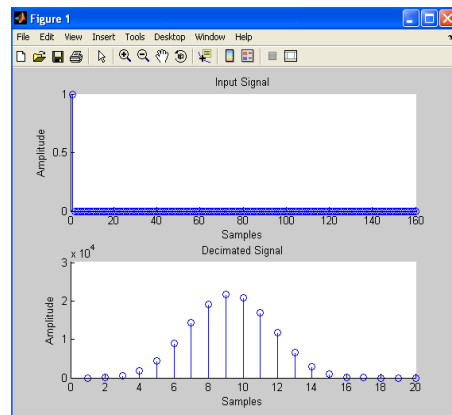 Figure 1
File Edit View Insert Tools Desktop Window Help
Input Signal
Amplitude
1
0.5
0
0 20 40 60 80 100 120 140 160
Samples
Decimated Signal
x 10^4
Amplitude
3
2
1
0
0 2 4 6 8 10 12 14 16 18 20
Samples